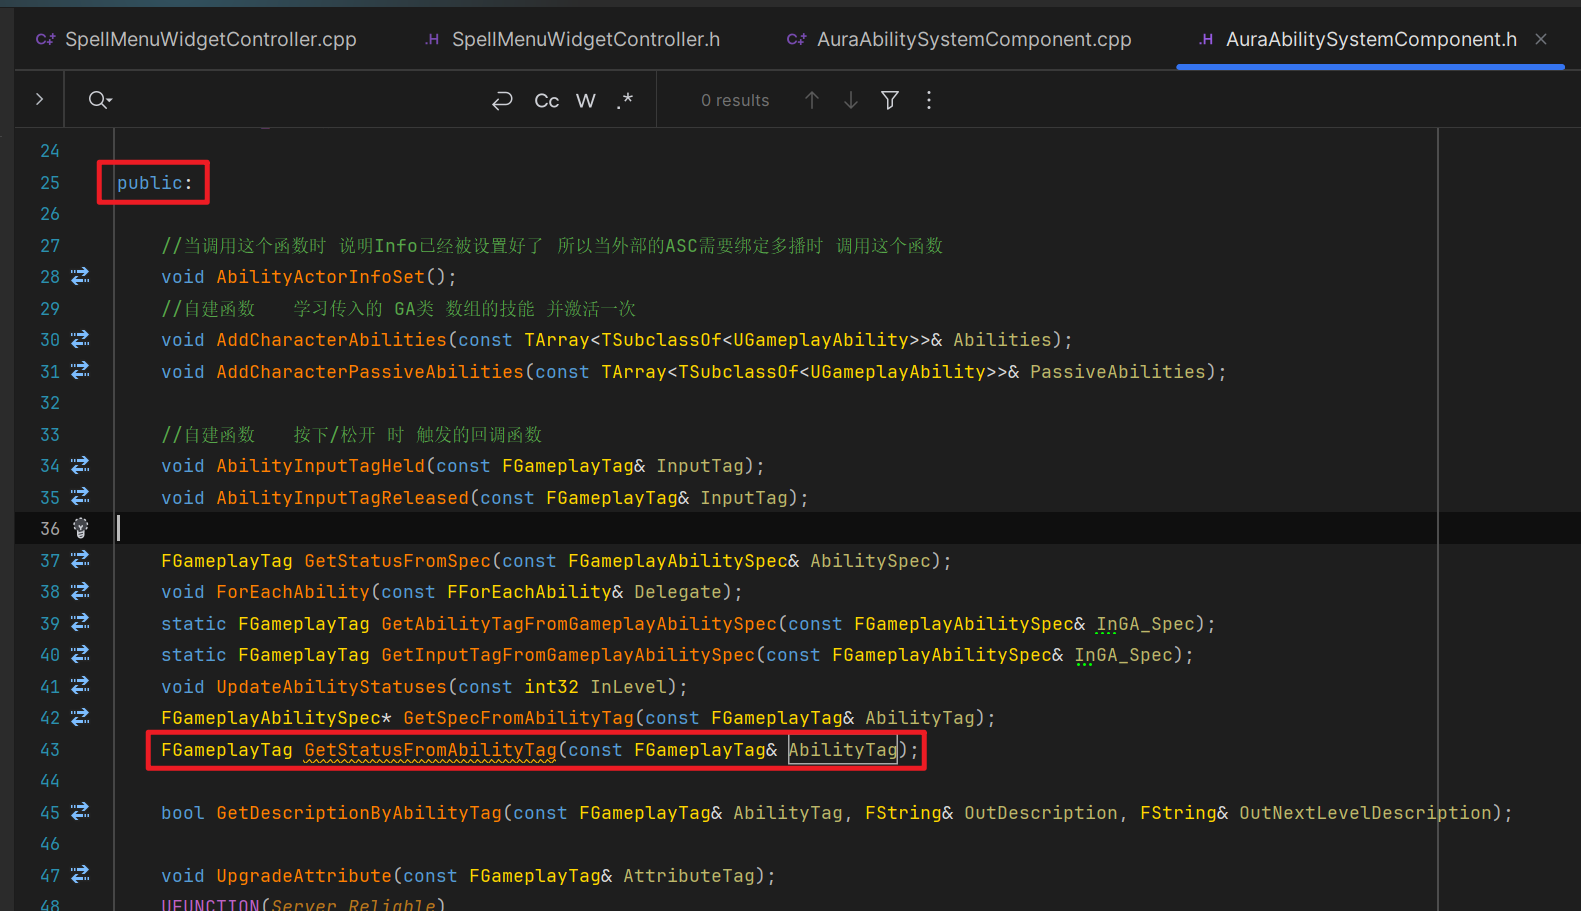 C+ SpellMenuWidgetController.cpp .H SpellMenuWidgetController.h C+ AuraAbilitySystemComponent.cpp .H AuraAbilitySystemComponent.h
Cc W .* 0 results
24
25 public:
26
27 //当调用这个函数时 说明Info已经被设置好了 所以当外部的ASC需要绑定多播时 调用这个函数
28 void AbilityActorInfoSet();
29 //自建函数 学习传入的 GA类 数组的技能 并激活一次
30 void AddCharacterAbilities(const TArray<TSubclassOf<UGameplayAbility>>& Abilities);
31 void AddCharacterPassiveAbilities(const TArray<TSubclassOf<UGameplayAbility>>& PassiveAbilities);
32
33 //自建函数 按下/松开 时 触发的回调函数
34 void AbilityInputTagHeld(const FGameplayTag& InputTag);
35 void AbilityInputTagReleased(const FGameplayTag& InputTag);
36
37 FGameplayTag GetStatusFromSpec(const FGameplayAbilitySpec& AbilitySpec);
38 void ForEachAbility(const FForEachAbility& Delegate);
39 static FGameplayTag GetAbilityTagFromGameplayAbilitySpec(const FGameplayAbilitySpec& InGA_Spec);
40 static FGameplayTag GetInputTagFromGameplayAbilitySpec(const FGameplayAbilitySpec& InGA_Spec);
41 void UpdateAbilityStatuses(const int32 InLevel);
42 FGameplayAbilitySpec* GetSpecFromAbilityTag(const FGameplayTag& AbilityTag);
43 FGameplayTag GetStatusFromAbilityTag(const FGameplayTag& AbilityTag);
44
45 bool GetDescriptionByAbilityTag(const FGameplayTag& AbilityTag, FString& OutDescription, FString& OutNextLevelDescription);
46
47 void UpgradeAttribute(const FGameplayTag& AttributeTag);
48 UFUNCTION(Server,Reliable)